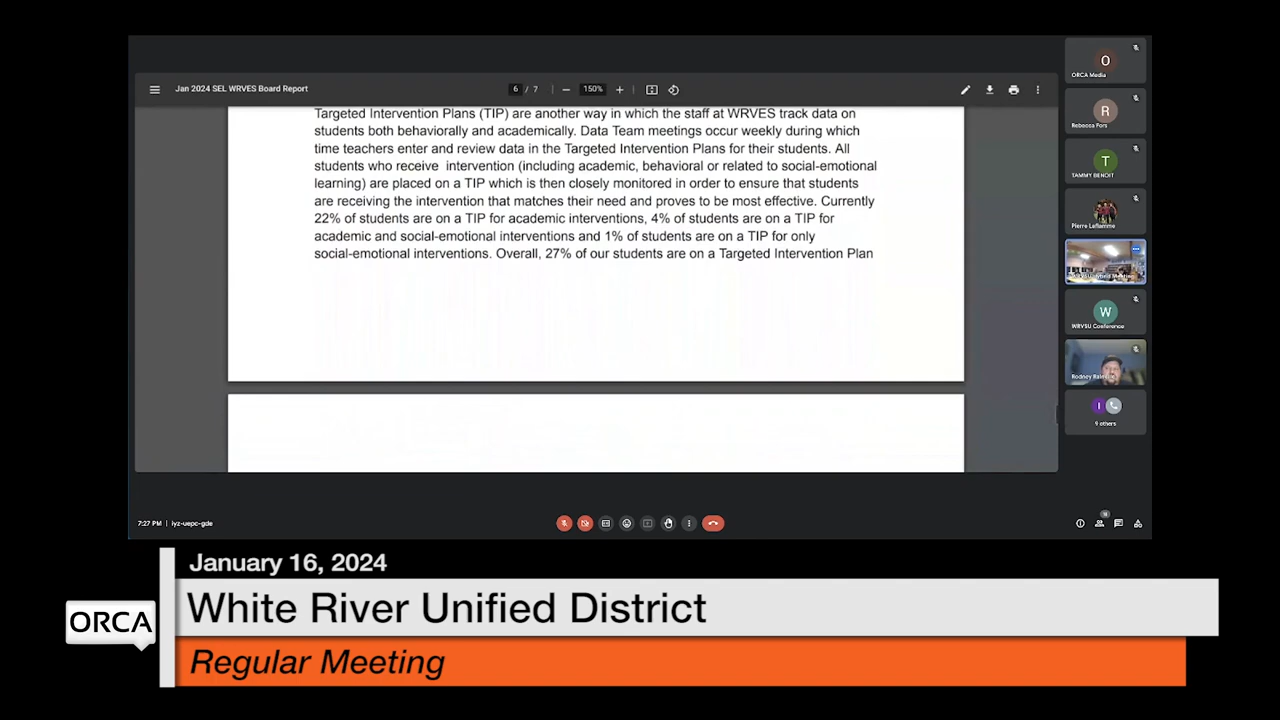 Jan 2024 SEL WRVES Board Report
6 / 7
150%
Targeted Intervention Plans (TIP) are another way in which the staff at WRVES track data on
students both behaviorally and academically. Data Team meetings occur weekly during which
time teachers enter and review data in the Targeted Intervention Plans for their students. All
students who receive intervention (including academic, behavioral or related to social-emotional
learning) are placed on a TIP which is then closely monitored in order to ensure that students
are receiving the intervention that matches their need and proves to be most effective. Currently
22% of students are on a TIP for academic interventions, 4% of students are on a TIP for
academic and social-emotional interventions and 1% of students are on a TIP for only
social-emotional interventions. Overall, 27% of our students are on a Targeted Intervention Plan
O
ORCA Media
R
Rebecca Fors
T
TAMMY BENOIT
Pierre Laflamme
W
WRVSU Conference
Rodney
I
9 others
7:27 PM | iyz-uepc-gde
January 16, 2024
White River Unified District
ORCA
Regular Meeting